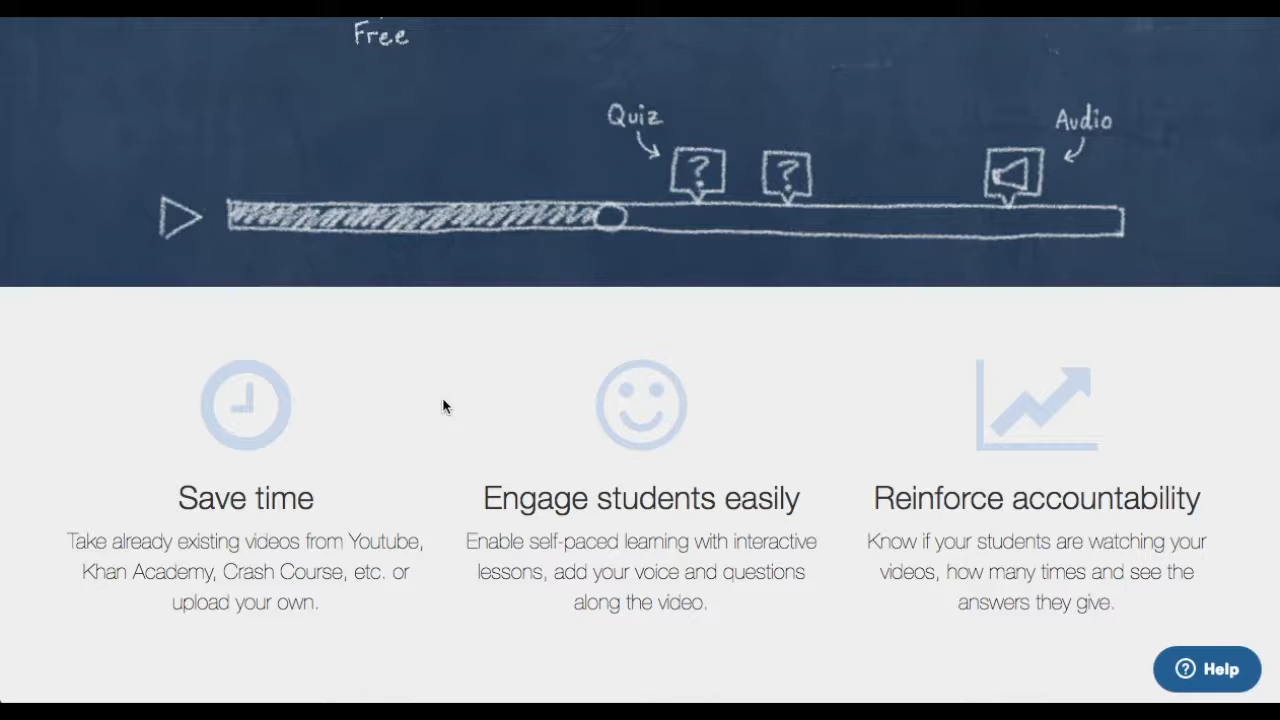 Free
Quiz
Audio
?
?
Save time
Engage students easily
Reinforce accountability
Take already existing videos from Youtube,
Khan Academy, Crash Course, etc. or
upload your own.
Enable self-paced learning with interactive
lessons, add your voice and questions
along the video.
Know if your students are watching your
videos, how many times and see the
answers they give.
? Help